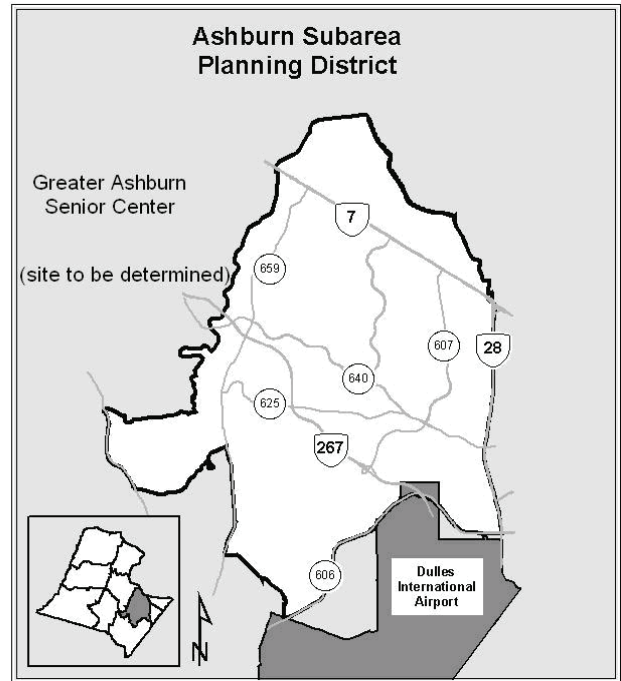 Ashburn Subarea
Planning District
Greater Ashburn
Senior Center
(site to be determined)
7
659
607
28
640
625
267
606
Dulles
International
Airport
N